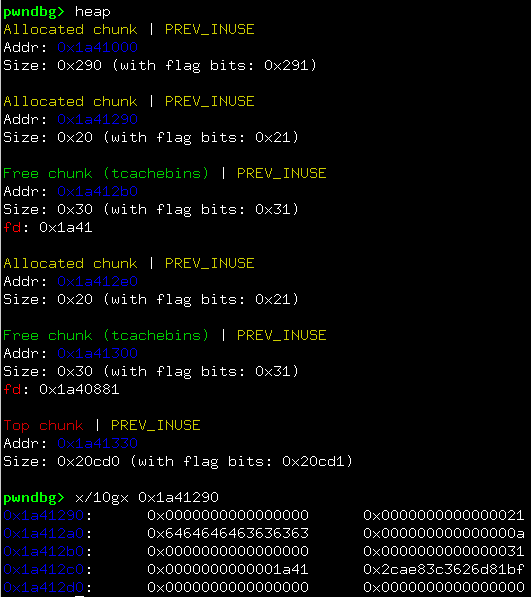 pwndbg> heap
Allocated chunk | PREV_INUSE
Addr: 0x1a41000
Size: 0x290 (with flag bits: 0x291)
Allocated chunk | PREV_INUSE
Addr: 0x1a41290
Size: 0x20 (with flag bits: 0x21)
Free chunk (tcachebins) | PREV_INUSE
Addr: 0x1a412b0
Size: 0x30 (with flag bits: 0x31)
fd: 0x1a41
Allocated chunk | PREV_INUSE
Addr: 0x1a412e0
Size: 0x20 (with flag bits: 0x21)
Free chunk (tcachebins) | PREV_INUSE
Addr: 0x1a41300
Size: 0x30 (with flag bits: 0x31)
fd: 0x1a40881
Top chunk | PREV_INUSE
Addr: 0x1a41330
Size: 0x20cd0 (with flag bits: 0x20cd1)
pwndbg> x/10gx 0x1a41290
0x1a41290: 0x0000000000000000 0x0000000000000021
0x1a412a0: 0x6464646463636363 0x000000000000000a
0x1a412b0: 0x0000000000000000 0x0000000000000031
0x1a412c0: 0x0000000000001a41 0x2cae83c3626d81bf
0x1a412d0: 0x0000000000000000 0x0000000000000000